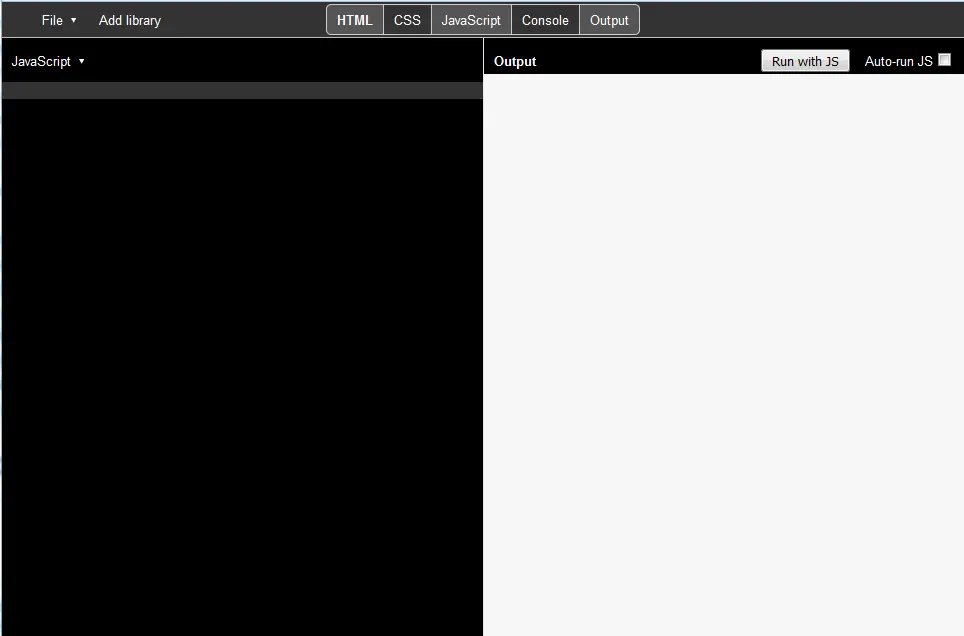 File ▼ Add library HTML CSS JavaScript Console Output
JavaScript ▼ Output Run with JS Auto-run JS